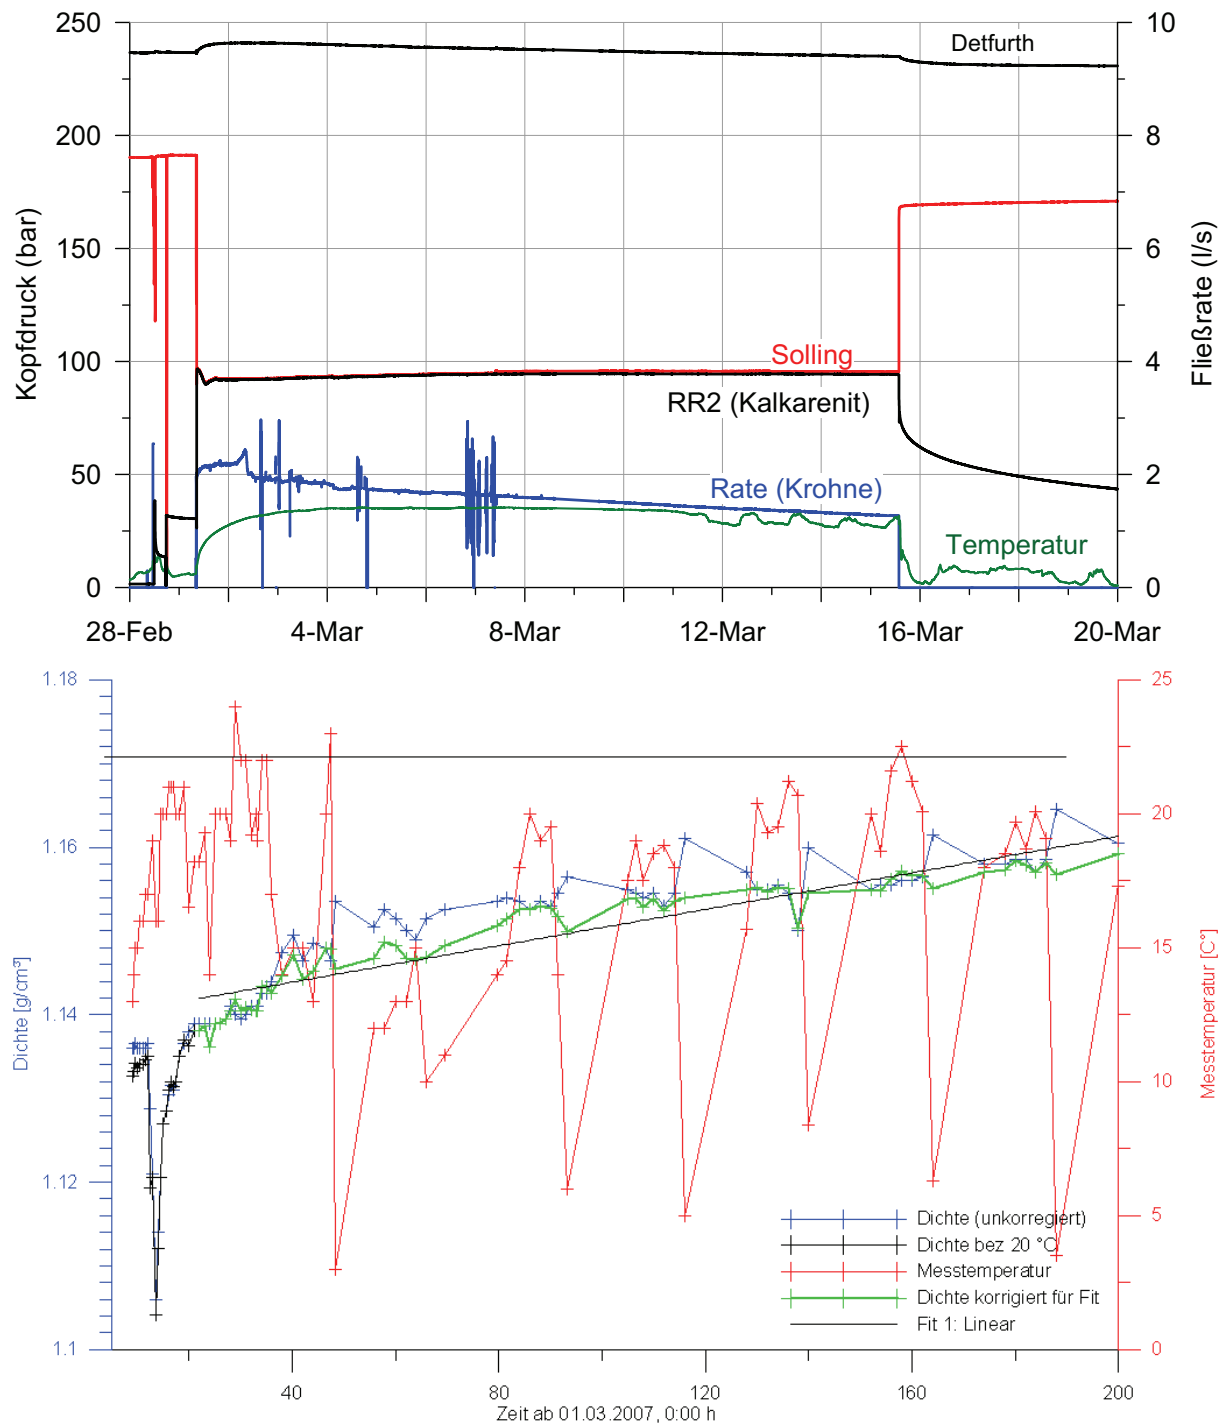 250
200
150
100
50
0
Kopfdruck (bar)
10
8
6
4
2
0
Fließrate (l/s)
Detfurth
Solling
RR2 (Kalkarenit)
Rate (Krohne)
Temperatur
28-Feb 4-Mar 8-Mar 12-Mar 16-Mar 20-Mar
1.18
1.16
1.14
1.12
1.1
Dichte [g/cm³]
25
20
15
10
5
0
Messtemperatur [C°]
Dichte (unkorregiert)
Dichte bez 20 °C
Messtemperatur
Dichte korrigiert für Fit
Fit 1: Linear
40 80 120 160 200
Zeit ab 01.03.2007, 0:00 h